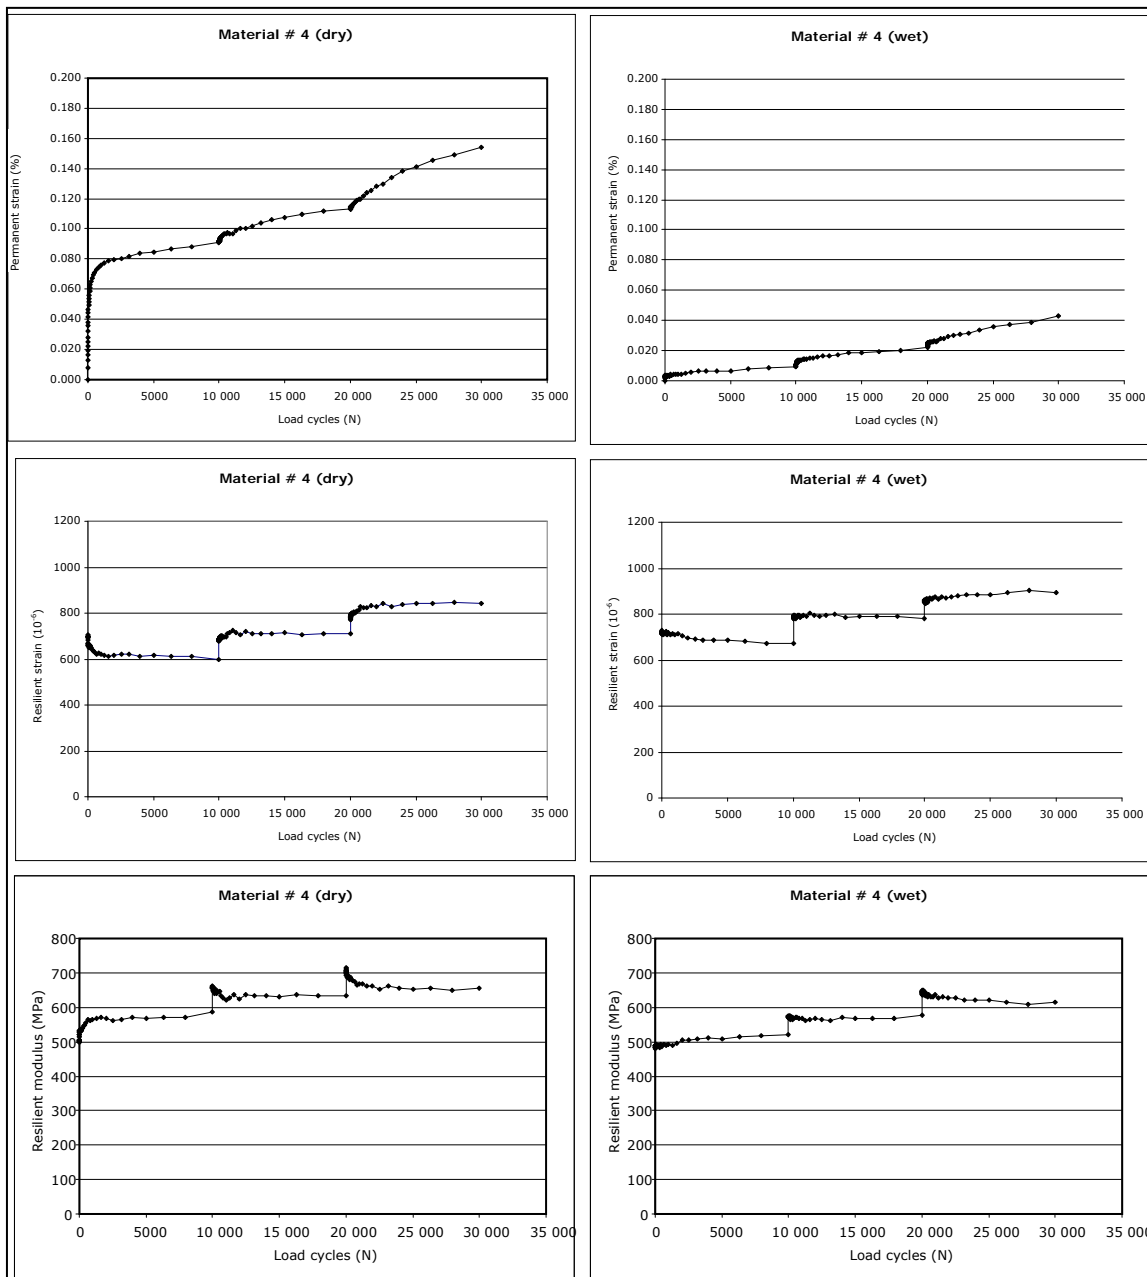 Material # 4 (dry)
0.200
0.180
0.160
0.140
0.120
0.100
0.080
0.060
0.040
0.020
0.000
Permanent strain (%)
0 5000 10 000 15 000 20 000 25 000 30 000 35 000
Load cycles (N)
Material # 4 (wet)
0.200
0.180
0.160
0.140
0.120
0.100
0.080
0.060
0.040
0.020
0.000
Permanent strain (%)
0 5000 10 000 15 000 20 000 25 000 30 000 35 000
Load cycles (N)
Material # 4 (dry)
1200
1000
800
600
400
200
0
Resilient strain (10-6)
0 5000 10 000 15 000 20 000 25 000 30 000 35 000
Load cycles (N)
Material # 4 (wet)
1200
1000
800
600
400
200
0
Resilient strain (10-6)
0 5000 10 000 15 000 20 000 25 000 30 000 35 000
Load cycles (N)
Material # 4 (dry)
800
700
600
500
400
300
200
100
0
Resilient modulus (MPa)
0 5000 10 000 15 000 20 000 25 000 30 000 35 000
Load cycles (N)
Material # 4 (wet)
800
700
600
500
400
300
200
100
0
Resilient modulus (MPa)
0 5000 10 000 15 000 20 000 25 000 30 000 35 000
Load cycles (N)